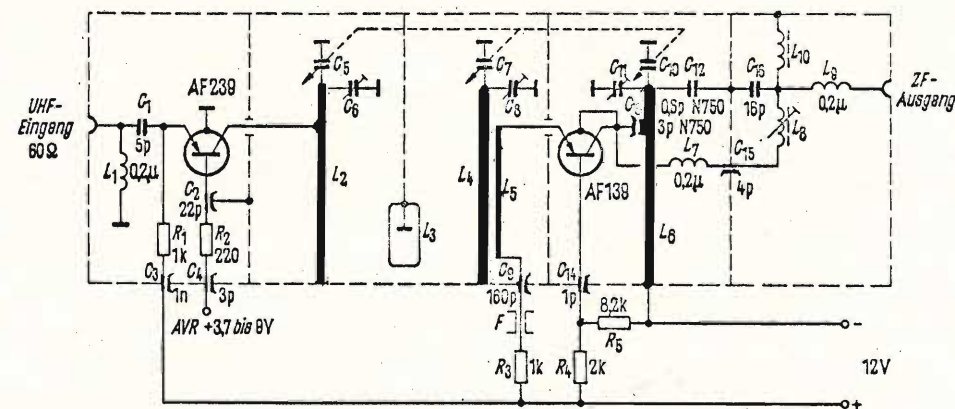 UHF-
Eingang
60Ω
C1
5p
L1
0,2μ
AF239
C2
22p
R1
1k
R2
220
C3
1n
C4
3p
AVR +3,7 bis 9V
C5
C6
L2
L3
C7
C8
L4
L5
C9
160p
F
R3
1k
AF139
C14
1p
R4
2k
8,2k
R5
C11
C10
C12
0,5p N750
3p N750
L6
L7
0,2μ
C15
4p
C16
16p
L10
L8
L9
0,2μ
ZF-
Ausgang
-
12V
+